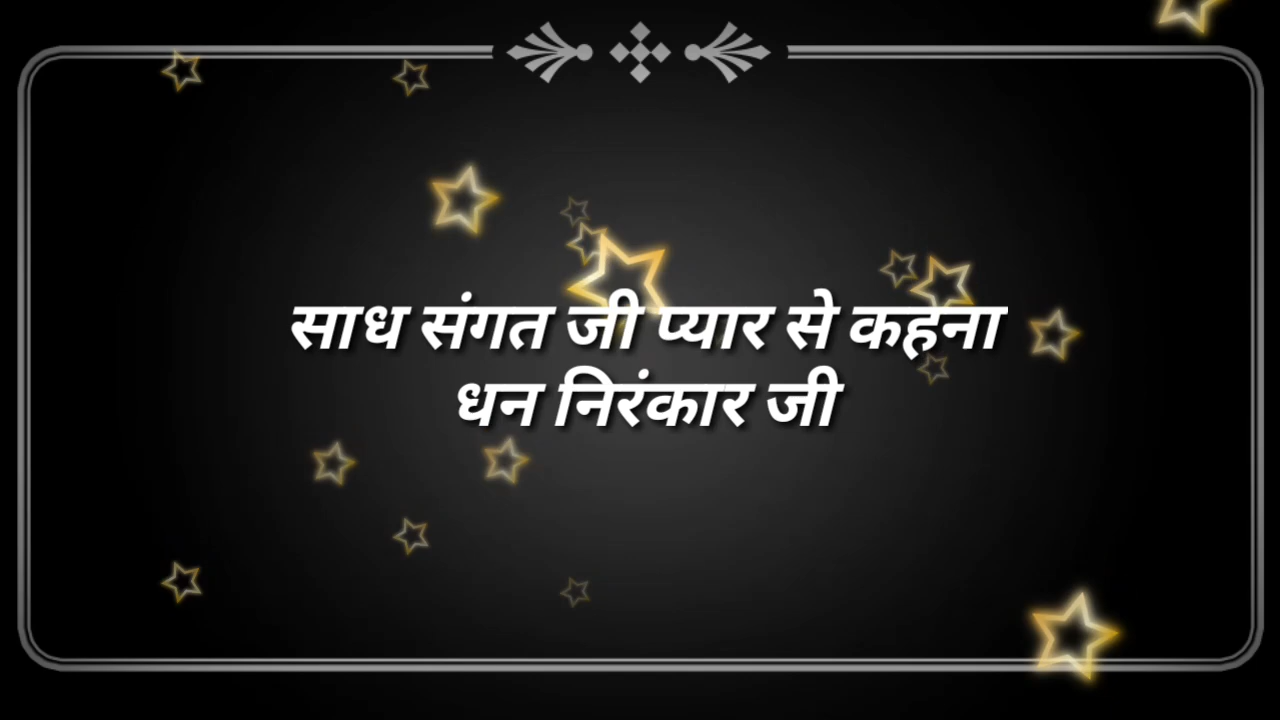 साध संगत जी प्यार से कहना
धन निरंकार जी